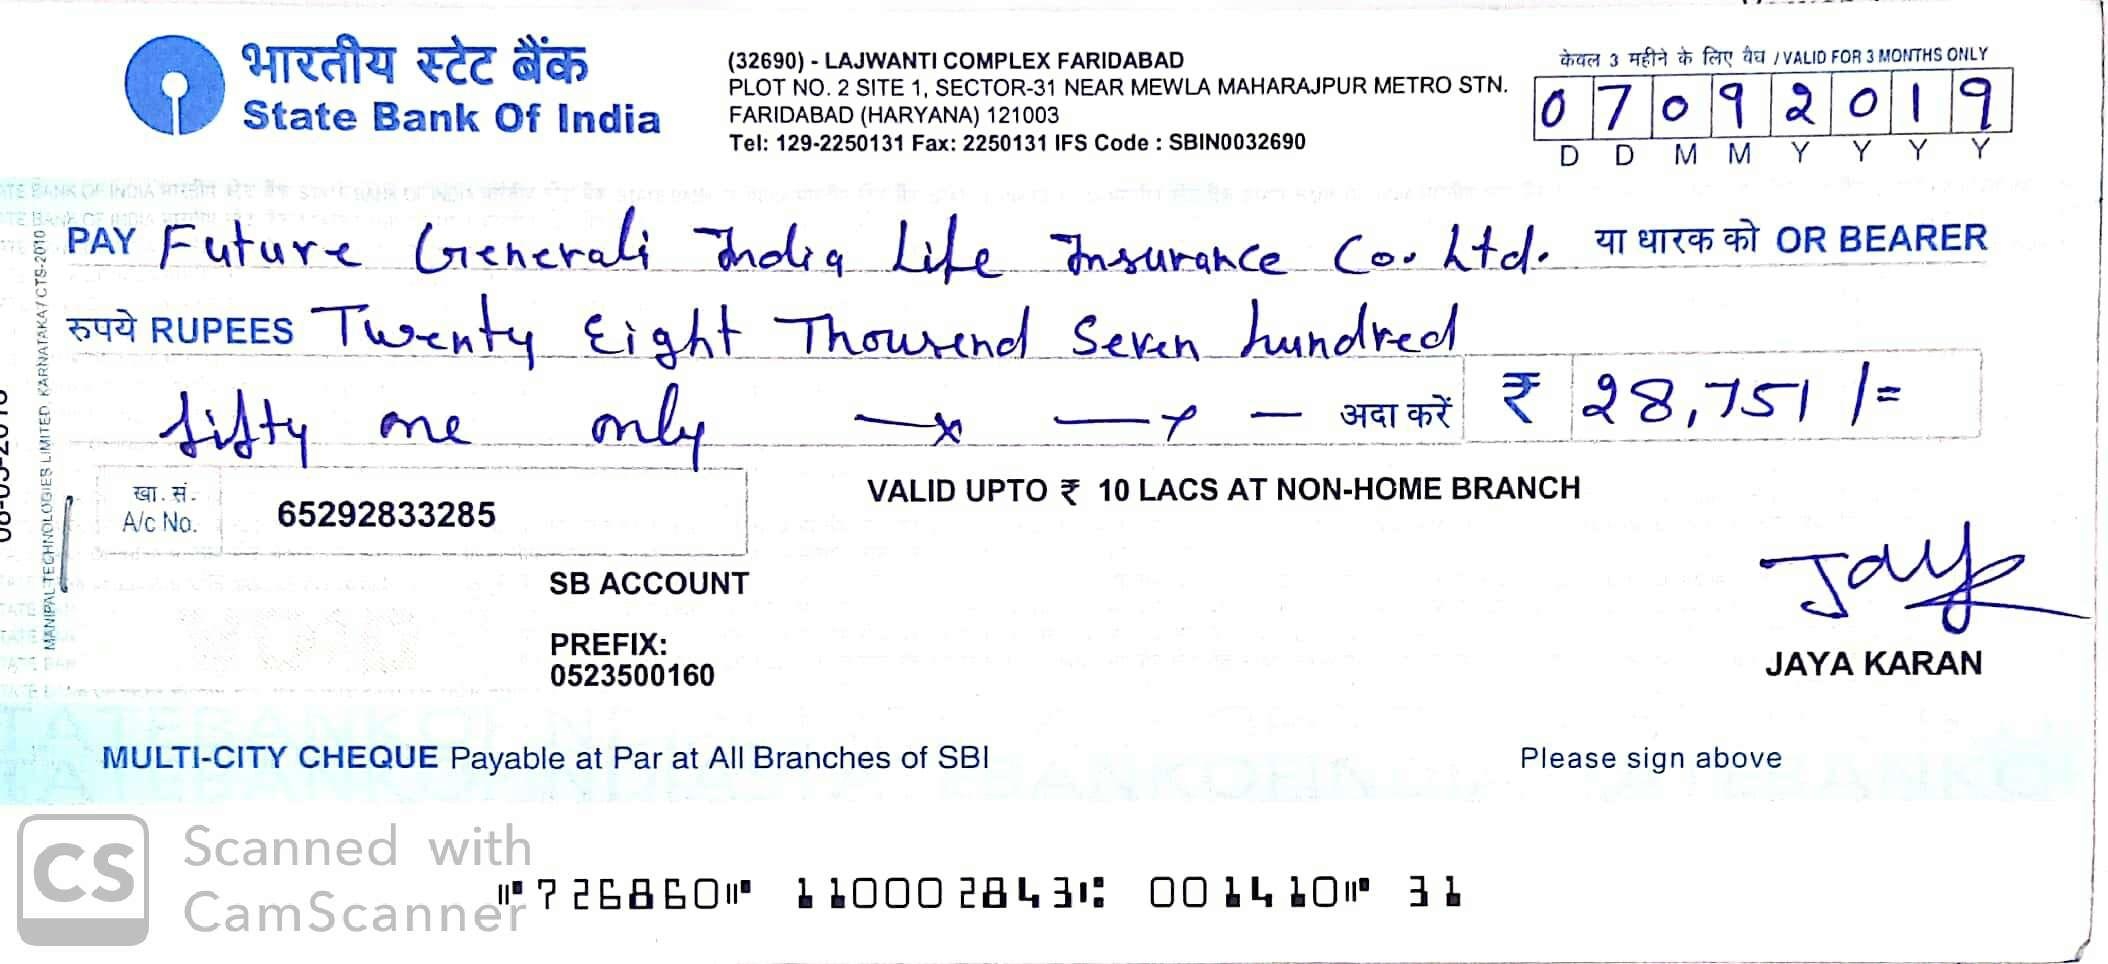 भारतीय स्टेट बैंक
State Bank Of India
(32690) - LAJWANTI COMPLEX FARIDABAD
PLOT NO. 2 SITE 1, SECTOR-31 NEAR MEWLA MAHARAJPUR METRO STN.
FARIDABAD (HARYANA) 121003
Tel: 129-2250131 Fax: 2250131 IFS Code : SBIN0032690
केवल 3 महीने के लिए वैध / VALID FOR 3 MONTHS ONLY
0 7 0 9 2 0 1 9
D D M M Y Y Y Y
PAY Future Generali India Life Insurance Co. Ltd. या धारक को OR BEARER
रुपये RUPEES Twenty Eight Thousend Seven hundred
fifty one only अदा करें ₹ 28,751/=
खा. सं.
A/c No. 65292833285
VALID UPTO ₹ 10 LACS AT NON-HOME BRANCH
SB ACCOUNT
PREFIX:
0523500160
Jaya
JAYA KARAN
MULTI-CITY CHEQUE Payable at Par at All Branches of SBI
Please sign above
MANIPAL TECHNOLOGIES LIMITED, KARNATAKA / CTS-2010
Scanned with
CamScanner
CS
⑈726860⑈ 110002843⑆ 001410⑈ 31